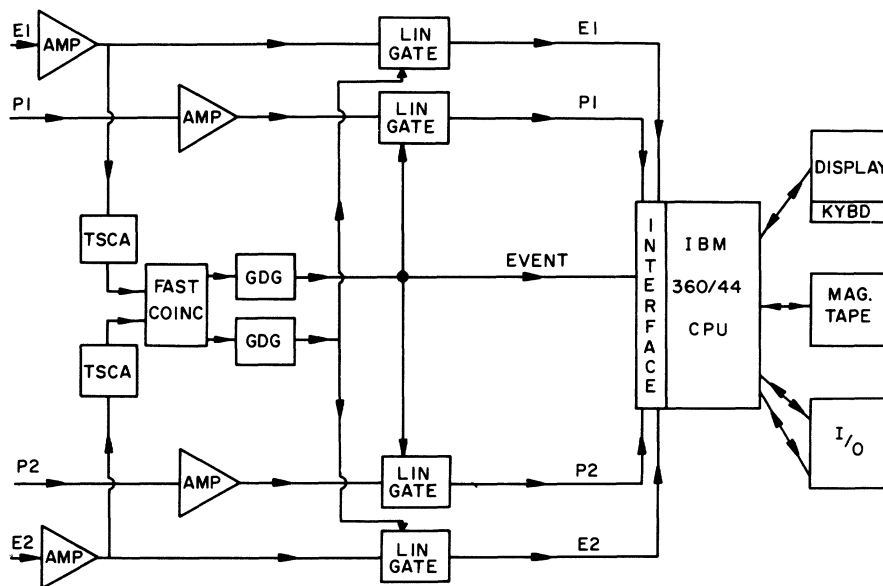 E1
AMP
LIN
GATE
E1
P1
AMP
LIN
GATE
P1
DISPLAY
KYBD
TSCA
FAST
COINC
GDG
GDG
EVENT
INTERFACE
IBM
360/44
CPU
MAG.
TAPE
TSCA
I/O
P2
AMP
LIN
GATE
P2
E2
AMP
LIN
GATE
E2